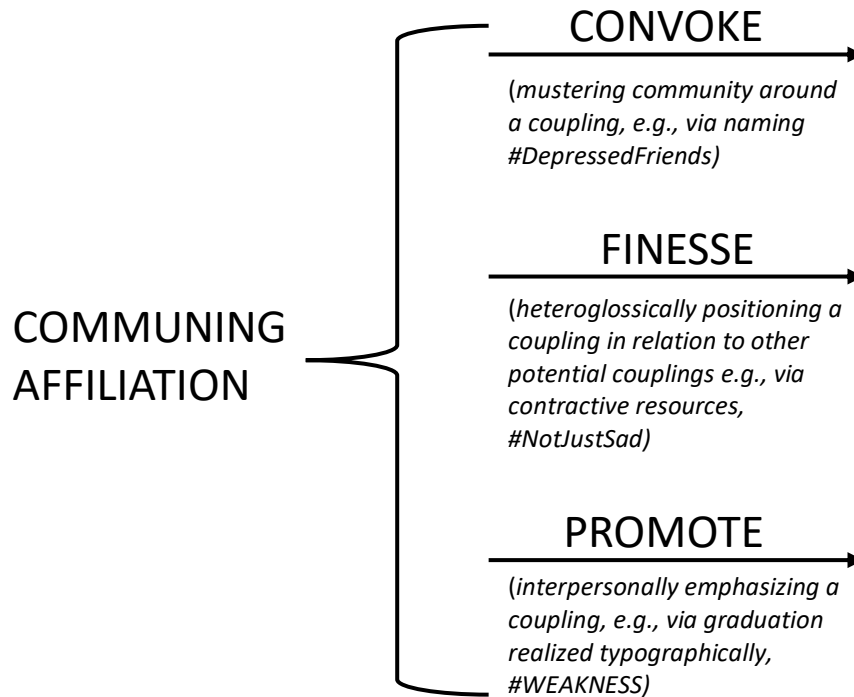 CONVOKE
(mustering community around
a coupling, e.g., via naming
#DepressedFriends)
FINESSE
(heteroglossically positioning a
coupling in relation to other
potential couplings e.g., via
contractive resources,
#NotJustSad)
COMMUNING
AFFILIATION
PROMOTE
(interpersonally emphasizing a
coupling, e.g., via graduation
realized typographically,
#WEAKNESS)